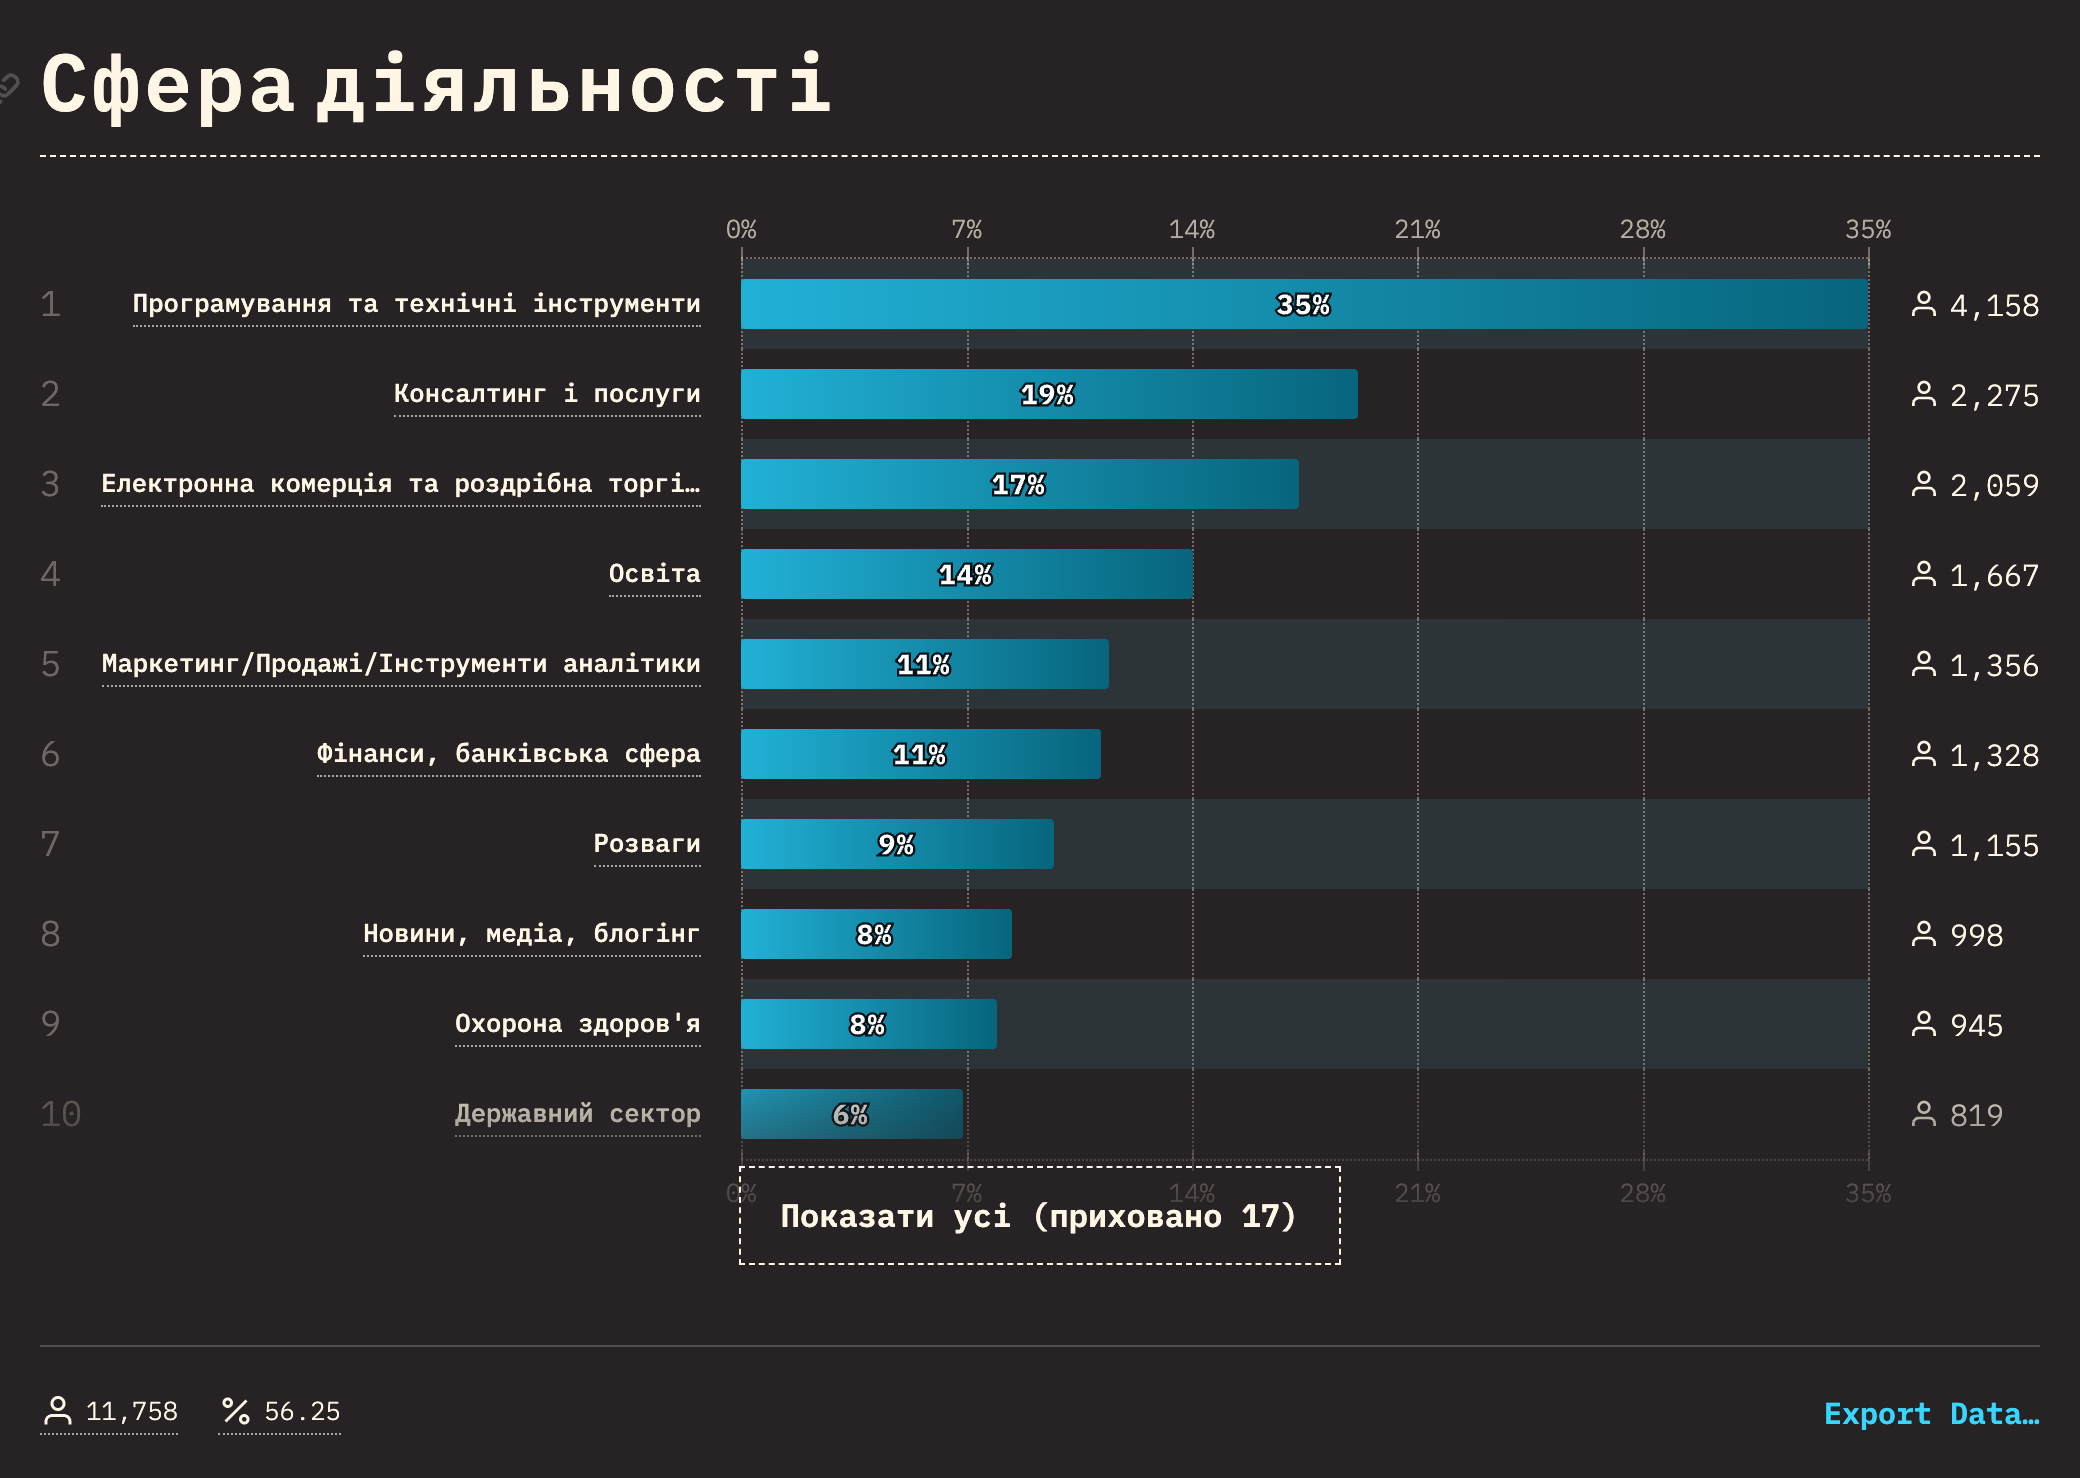 Сфера діяльності
0% 7% 14% 21% 28% 35%
1 Програмування та технічні інструменти 35% 4,158
2 Консалтинг і послуги 19% 2,275
3 Електронна комерція та роздрібна торгі… 17% 2,059
4 Освіта 14% 1,667
5 Маркетинг/Продажі/Інструменти аналітики 11% 1,356
6 Фінанси, банківська сфера 11% 1,328
7 Розваги 9% 1,155
8 Новини, медіа, блогінг 8% 998
9 Охорона здоров'я 8% 945
10 Державний сектор 6% 819
0% 7% 14% 21% 28% 35%
Показати усі (приховано 17)
11,758 % 56.25 Export Data…